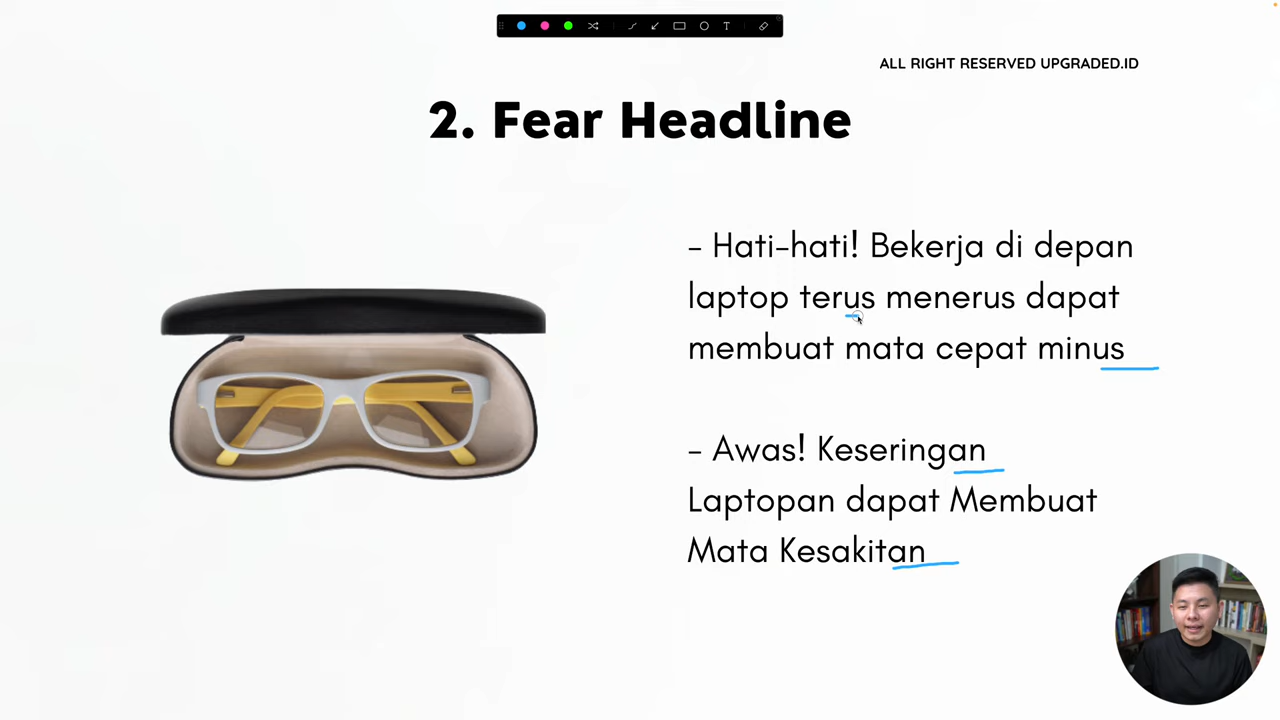 T
ALL RIGHT RESERVED UPGRADED.ID
2. Fear Headline
- Hati-hati! Bekerja di depan
laptop terus menerus dapat
membuat mata cepat minus
- Awas! Keseringan
Laptopan dapat Membuat
Mata Kesakitan